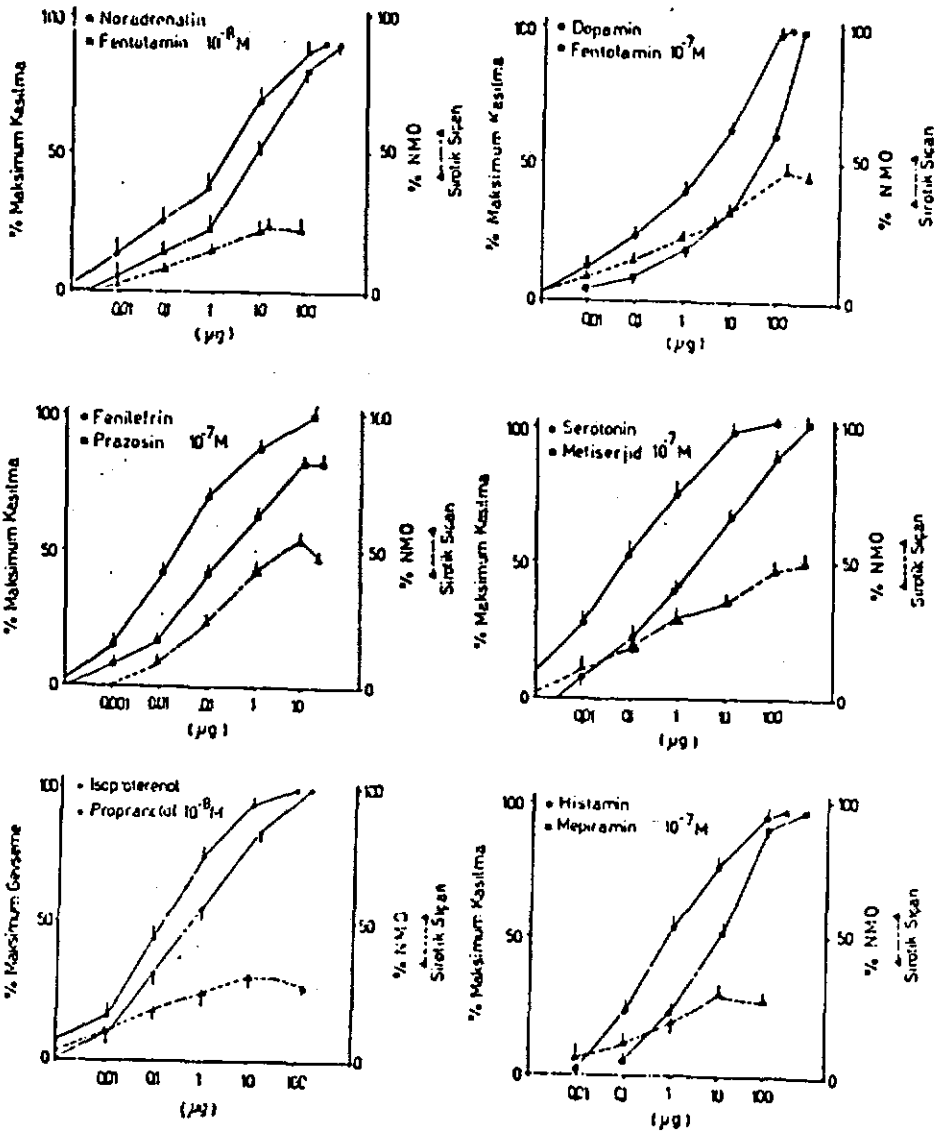 • Noradrenalin
▪ Fentolamin 10⁻⁸M
% Maksimum Kasılma
100
50
0
0.01 0.1 1 10 100
(µg)
100
50
0
% NMO
Sirotik Sıçan
• Dopamin
• Fentolamin 10⁻⁷M
% Maksimum Kasılma
100
50
0
0.01 0.1 1 10 100
(µg)
100
50
0
% NMO
Sirotik Sıçan
• Fenilefrin
▪ Prazosin 10⁻⁷M
% Maksimum Kasılma
100
50
0
0.001 0.01 0.1 1 10
(µg)
100
50
0
% NMO
Sirotik Sıçan
• Serotonin
▪ Metiserjid 10⁻⁷M
% Maksimum Kasılma
100
50
0
0.01 0.1 1 10 100
(µg)
100
50
0
% NMO
Sirotik Sıçan
• Isoproterenol
• Propranolol 10⁻⁸M
% Maksimum Gevseme
100
50
0
0.01 0.1 1 10 100
(µg)
100
50
0
% NMO
Sirotik Sıçan
• Histamin
▪ Mepiramin 10⁻⁷M
% Maksimum Kasılma
100
50
0
0.01 0.1 1 10 100
(µg)
100
50
0
% NMO
Sirotik Sıçan